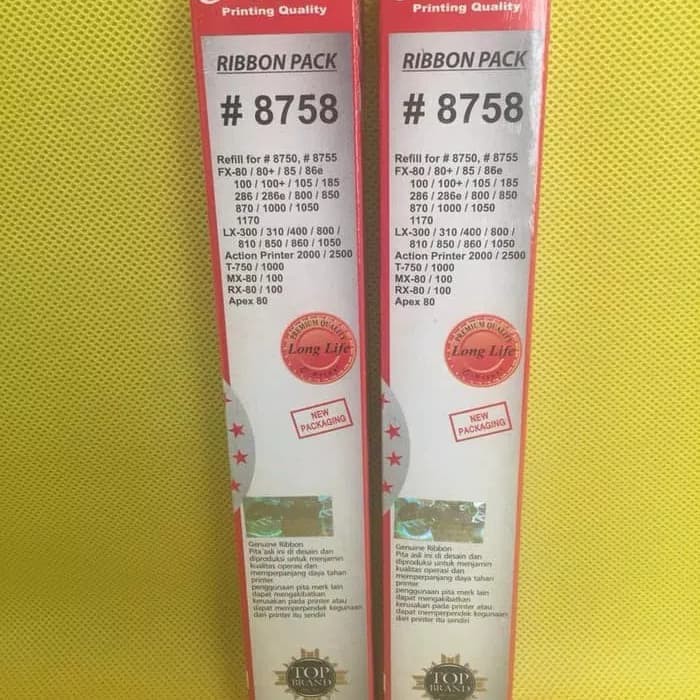 Printing Quality
RIBBON PACK
# 8758
Refill for # 8750, # 8755
FX-80 / 80+ / 85 / 86e
100 / 100+ / 105 / 185
286 / 286e / 800 / 850
870 / 1000 / 1050
1170
LX-300 / 310 /400 / 800 /
810 / 850 / 860 / 1050
Action Printer 2000 / 2500
T-750 / 1000
MX-80 / 100
RX-80 / 100
Apex 80
PREMIUM QUALITY
Long Life
NEW
PACKAGING
Genuine Ribbon
Pita asli ini di desain dan
diproduksi untuk menjamin
kualitas operasi dan
memperpanjang daya tahan
printer
penggunaan pita merk lain
dapat mengakibatkan
kerusakan pada printer atau
dapat memperpendek kegunaan
dari printer itu sendiri
TOP
BRAND
Printing Quality
RIBBON PACK
# 8758
Refill for # 8750, # 8755
FX-80 / 80+ / 85 / 86e
100 / 100+ / 105 / 185
286 / 286e / 800 / 850
870 / 1000 / 1050
1170
LX-300 / 310 /400 / 800 /
810 / 850 / 860 / 1050
Action Printer 2000 / 2500
T-750 / 1000
MX-80 / 100
RX-80 / 100
Apex 80
PREMIUM QUALITY
Long Life
NEW
PACKAGING
Genuine Ribbon
Pita asli ini di desain dan
diproduksi untuk menjamin
kualitas operasi dan
memperpanjang daya tahan
printer
penggunaan pita merk lain
dapat mengakibatkan
kerusakan pada printer atau
dapat memperpendek kegunaan
dari printer itu sendiri
TOP
BRAND